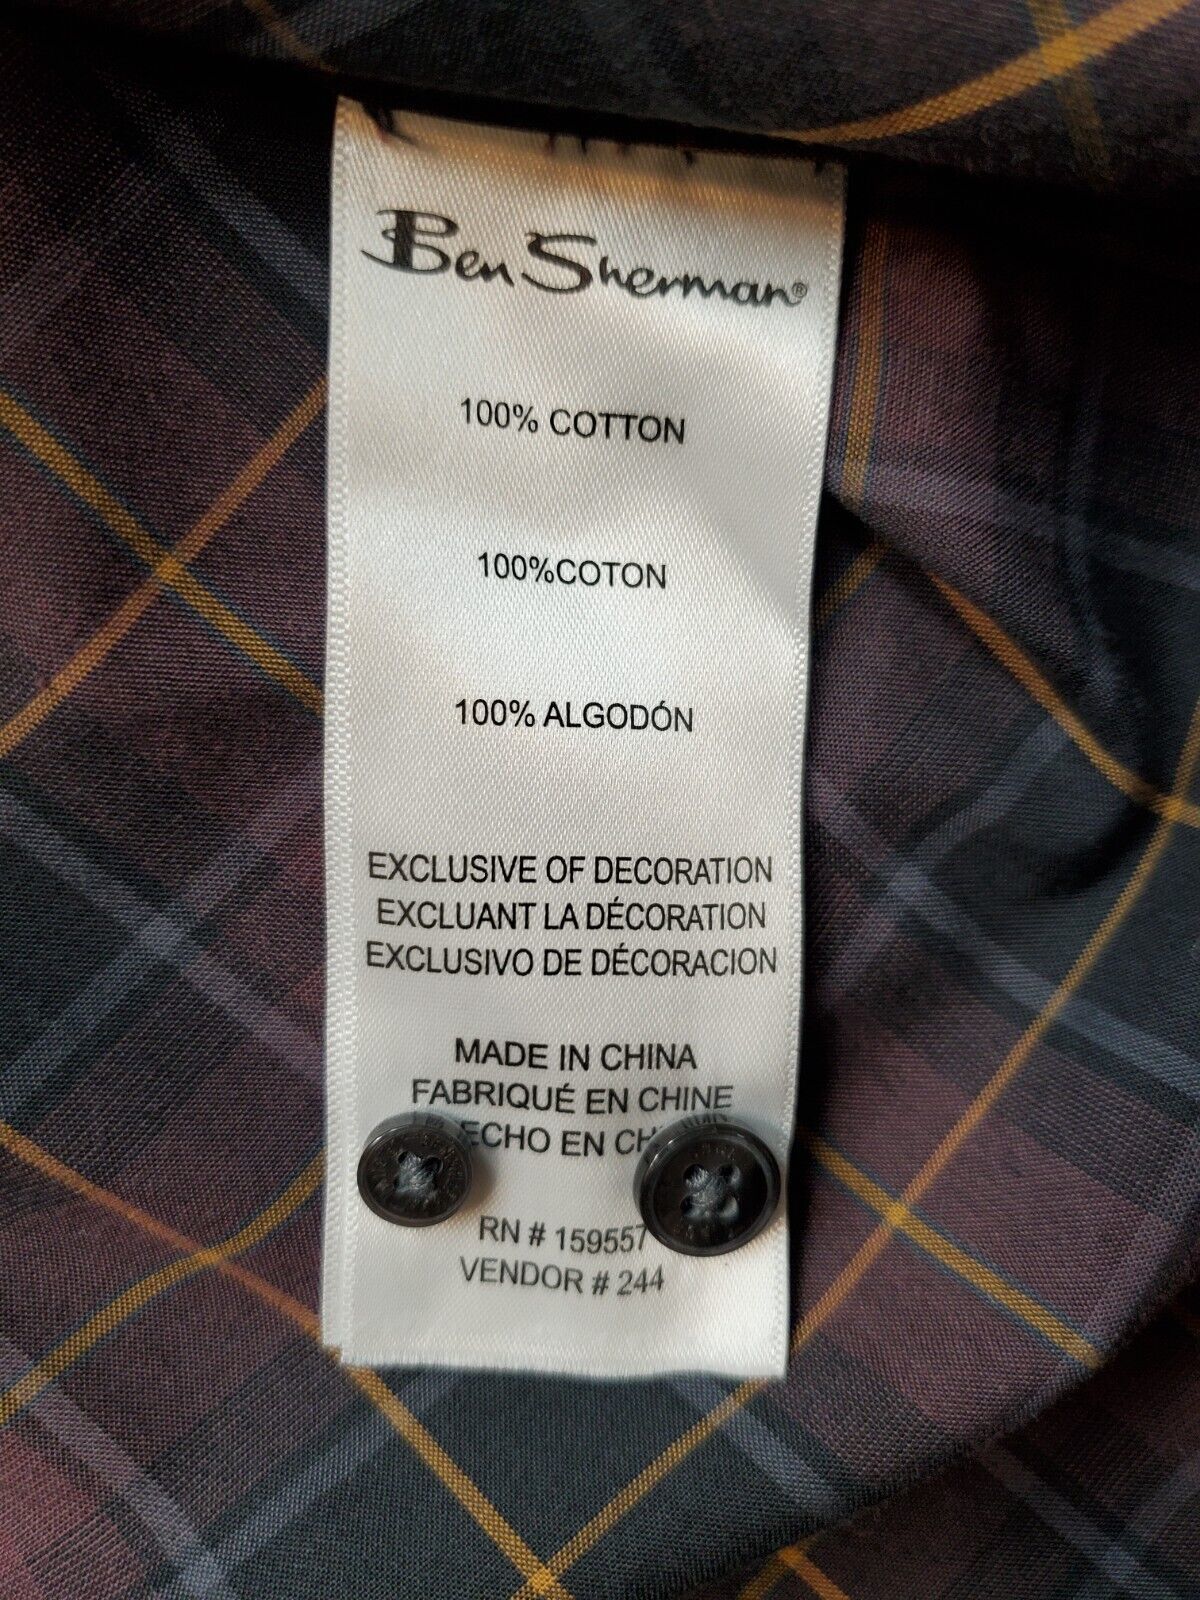 Ben Sherman®
100% COTTON
100%COTON
100% ALGODÓN
EXCLUSIVE OF DECORATION
EXCLUANT LA DÉCORATION
EXCLUSIVO DE DÉCORACION
MADE IN CHINA
FABRIQUÉ EN CHINE
EN
RN # 159557
VENDOR # 244